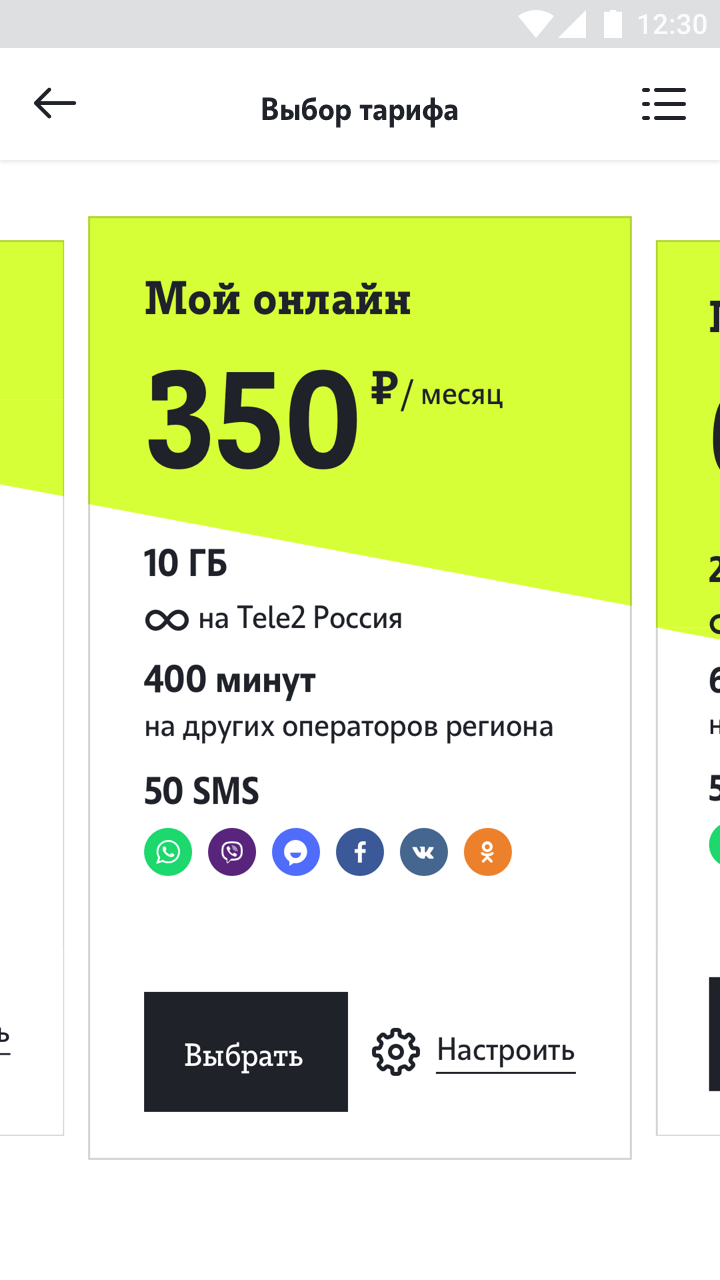 12:30
Выбор тарифа
Мой онлайн
350 ₽/ месяц
10 ГБ
∞ на Tele2 Россия
400 минут
на других операторов региона
50 SMS
Выбрать
Настроить